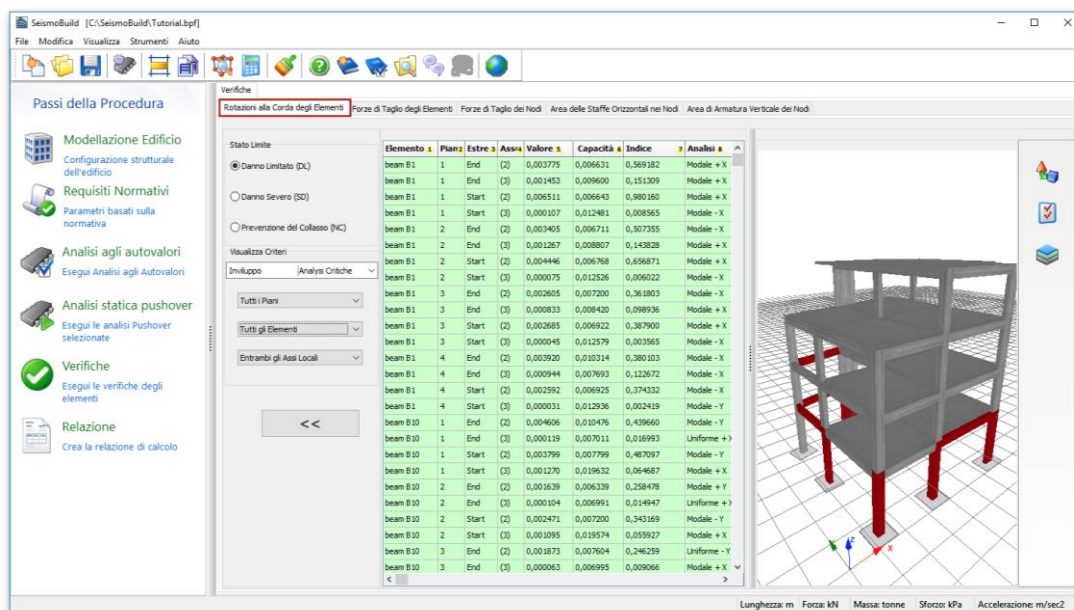 SeismoBuild [C:\SeismoBuild\Tutorial.bpf]
File Modifica Visualizza Strumenti Aiuto
Passi della Procedura
Modellazione Edificio
Configurazione strutturale
dell'edificio
Requisiti Normativi
Parametri basati sulla
normativa
Analisi agli autovalori
Esegui Analisi agli Autovalori
Analisi statica pushover
Esegui le analisi Pushover
selezionate
Verifiche
Esegui le verifiche degli
elementi
Relazione
Crea la relazione di calcolo
Verifiche
Rotazioni alla Corda degli Elementi Forze di Taglio degli Elementi Forze di Taglio dei Nodi Area delle Staffe Orizzontali nei Nodi Area di Armatura Verticale dei Nodi
Stato Limite
Danno Limitato (DL)
Danno Severo (SD)
Prevenzione del Collasso (NC)
Visualizza Criteri
Inviluppo Analysi Critiche
Tutti i Piani
Tutti gli Elementi
Entrambi gli Assi Locali
<<
Elemento 1 Pian 2 Estre 3 Ass 4 Valore 5 Capacità 6 Indice 7 Analisi 8
beam B1 1 End (2) 0,003775 0,006631 0,569182 Modale + X
beam B1 1 End (3) 0,001453 0,009600 0,151309 Modale + X
beam B1 1 Start (2) 0,006511 0,006643 0,980160 Modale + X
beam B1 1 Start (3) 0,000107 0,012481 0,008565 Modale - X
beam B1 2 End (2) 0,003405 0,006711 0,507355 Modale - X
beam B1 2 End (3) 0,001267 0,008807 0,143828 Modale + X
beam B1 2 Start (2) 0,004446 0,006768 0,656871 Modale + X
beam B1 2 Start (3) 0,000075 0,012526 0,006022 Modale - X
beam B1 3 End (2) 0,002605 0,007200 0,361803 Modale - X
beam B1 3 End (3) 0,000833 0,008420 0,098936 Modale + X
beam B1 3 Start (2) 0,002685 0,006922 0,387900 Modale + X
beam B1 3 Start (3) 0,000045 0,012579 0,003565 Modale - X
beam B1 4 End (2) 0,003920 0,010314 0,380103 Modale - X
beam B1 4 End (3) 0,000944 0,007693 0,122672 Modale - X
beam B1 4 Start (2) 0,002592 0,006925 0,374332 Modale - X
beam B1 4 Start (3) 0,000031 0,012936 0,002419 Modale - Y
beam B10 1 End (2) 0,004606 0,010476 0,439660 Modale - Y
beam B10 1 End (3) 0,000119 0,007011 0,016993 Uniforme + X
beam B10 1 Start (2) 0,003799 0,007799 0,487097 Modale - Y
beam B10 1 Start (3) 0,001270 0,019632 0,064687 Modale + X
beam B10 2 End (2) 0,001639 0,006339 0,258478 Modale + Y
beam B10 2 End (3) 0,000104 0,006991 0,014947 Uniforme + X
beam B10 2 Start (2) 0,002471 0,007200 0,343169 Modale - Y
beam B10 2 Start (3) 0,001095 0,019574 0,055927 Modale + X
beam B10 3 End (2) 0,001873 0,007604 0,246259 Uniforme - Y
beam B10 3 End (3) 0,000063 0,006995 0,009066 Modale + X
Y Z X
Lunghezza: m Forza: kN Massa: tonne Sforzo: kPa Accelerazione: m/sec2